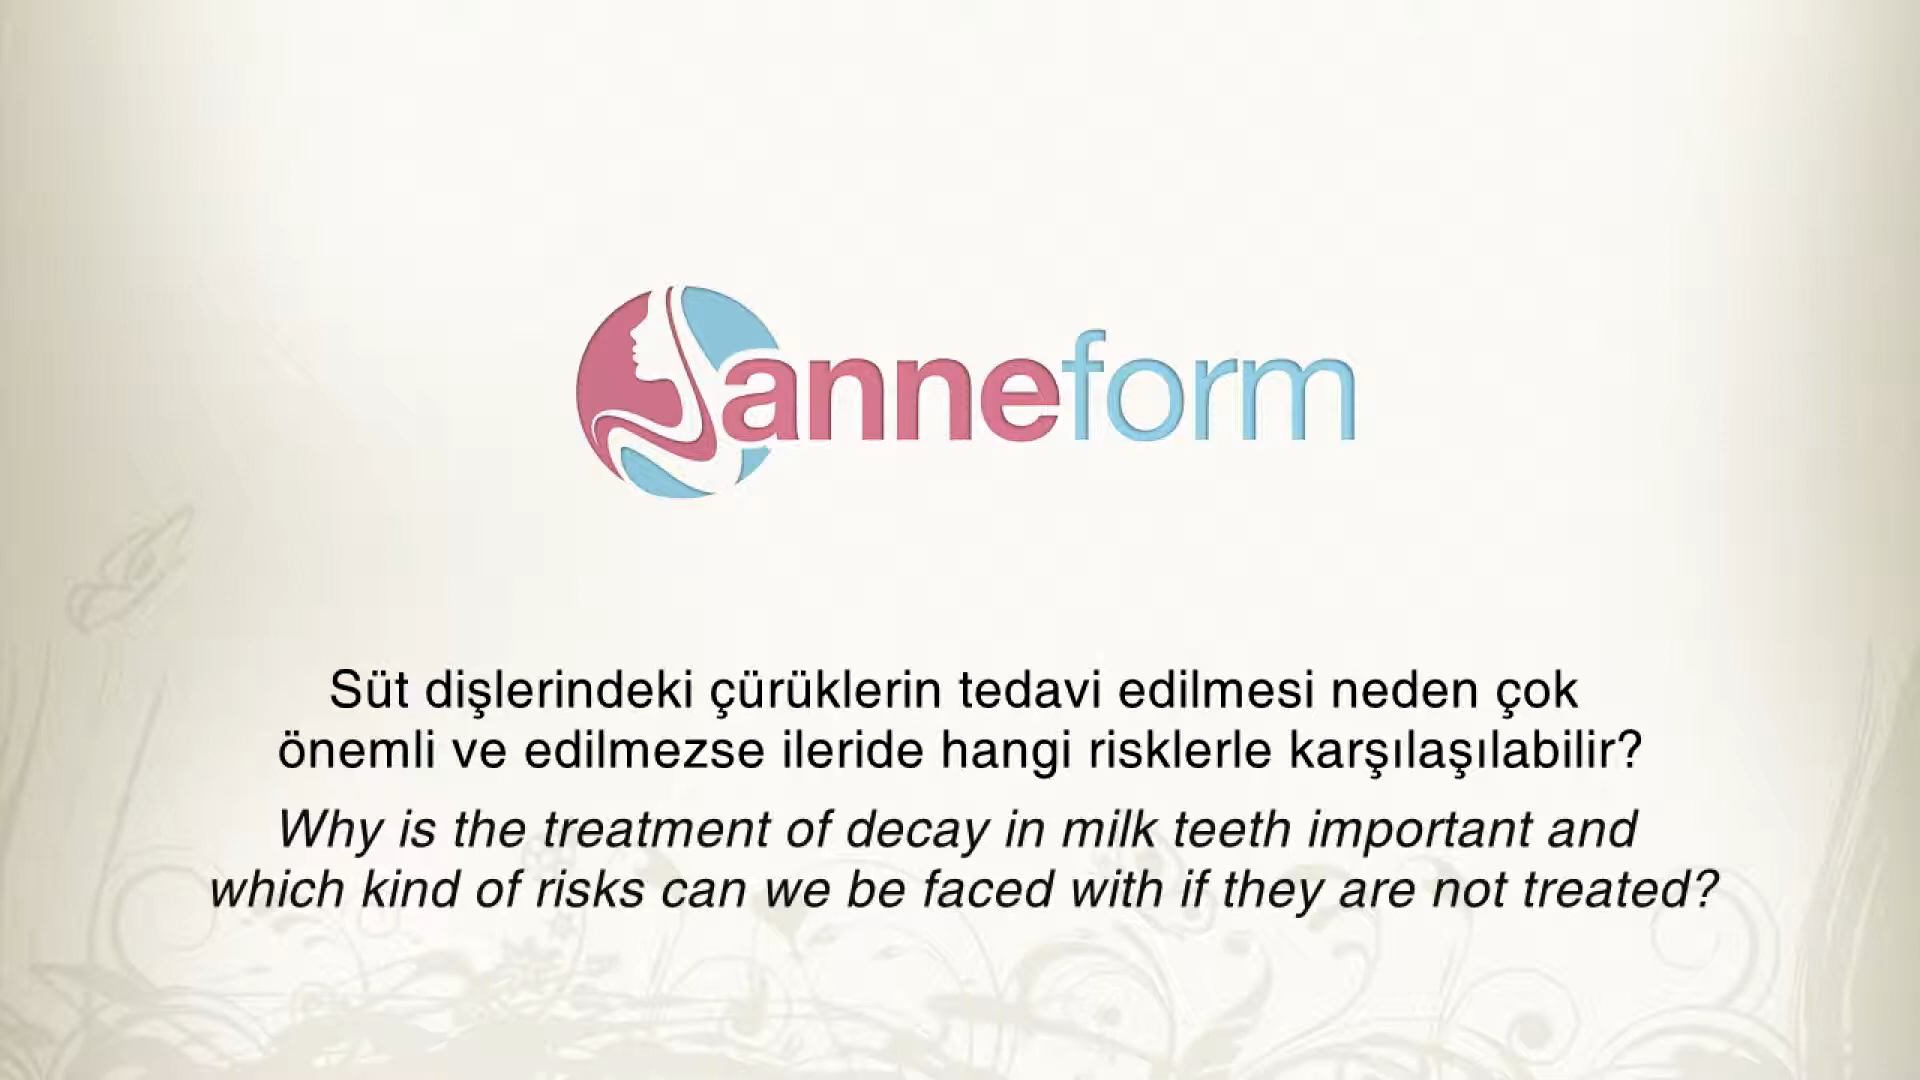 anneform
Süt dişlerindeki çürüklerin tedavi edilmesi neden çok
önemli ve edilmezse ileride hangi risklerle karşılaşılabilir?
Why is the treatment of decay in milk teeth important and
which kind of risks can we be faced with if they are not treated?